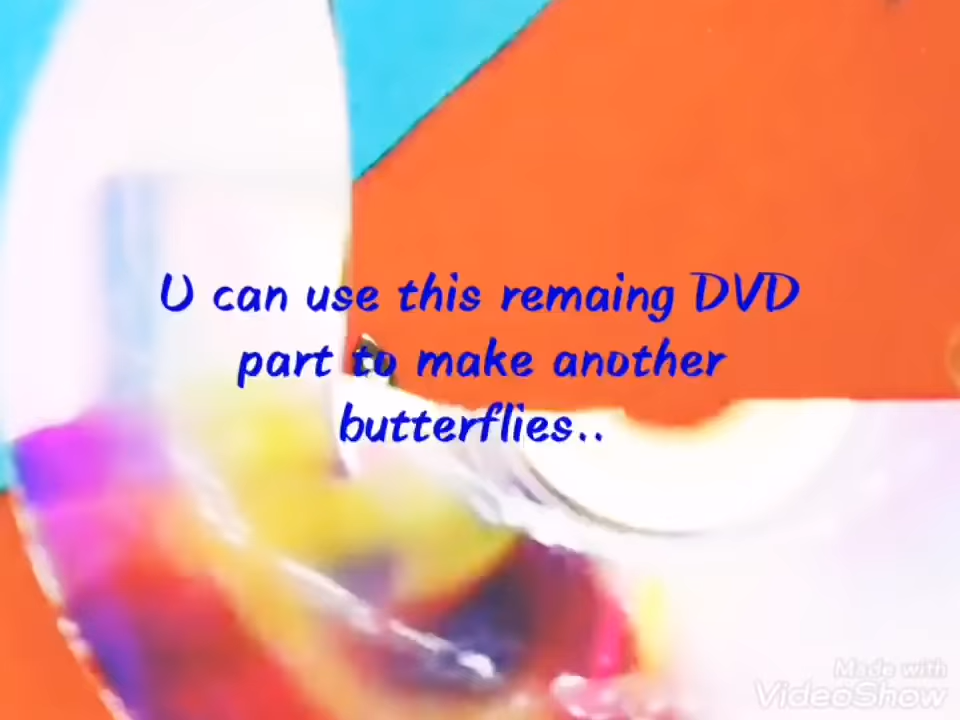 U can use this remaing DVD
part to make another
butterflies..
Made with
VideoShow